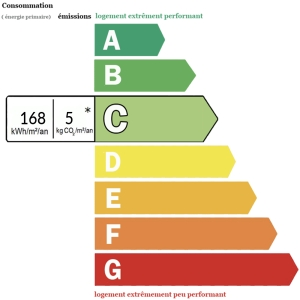 Consommation
( énergie primaire) émissions logement extrêmement performant
A
B
168 5 * C
kWh/m²/an kg CO₂/m²/an
D
E
F
G
logement extrêmement peu performant